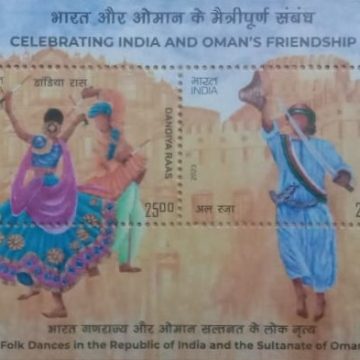 भारत और ओमान के मैत्रीपूर्ण संबंध
CELEBRATING INDIA AND OMAN'S FRIENDSHIP
डांडिया रास
DANDIYA RAAS
2500
भारत
INDIA
2023
अल रजा
भारत गणराज्य और ओमान सल्तनत के लोक नृत्य
Folk Dances in the Republic of India and the Sultanate of Oman